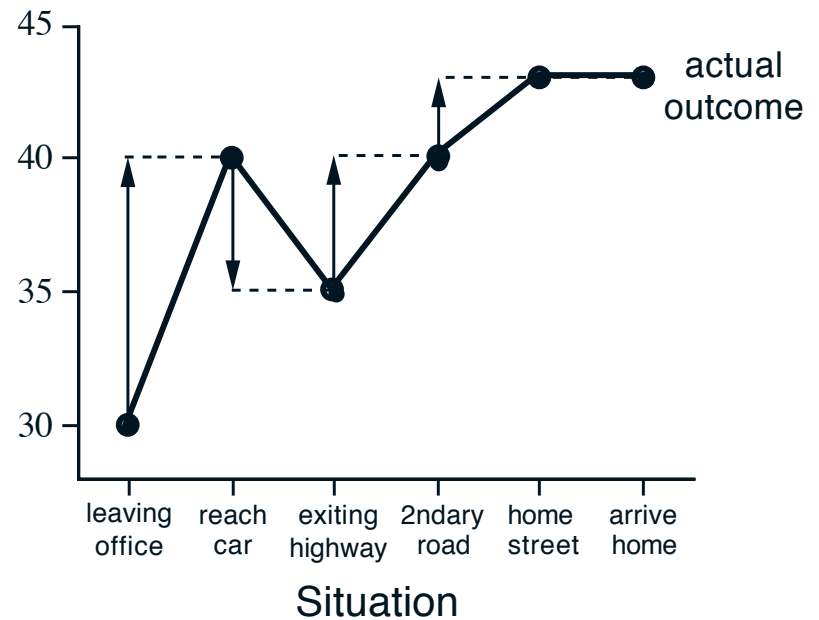 45
40
35
30
actual
outcome
leaving
office
reach
car
exiting
highway
2ndary
road
home
street
arrive
home
Situation